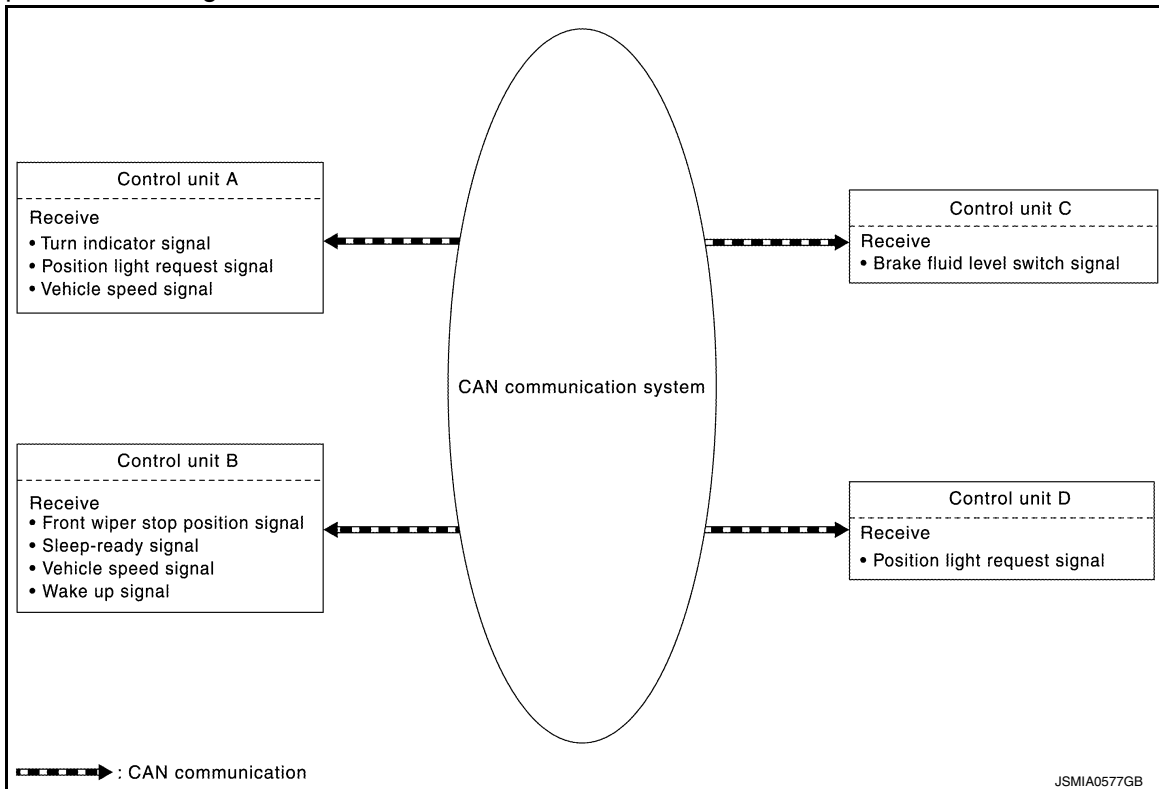 Control unit A
Receive
• Turn indicator signal
• Position light request signal
• Vehicle speed signal
Control unit B
Receive
• Front wiper stop position signal
• Sleep-ready signal
• Vehicle speed signal
• Wake up signal
CAN communication system
Control unit C
Receive
• Brake fluid level switch signal
Control unit D
Receive
• Position light request signal
: CAN communication
JSMIA0577GB